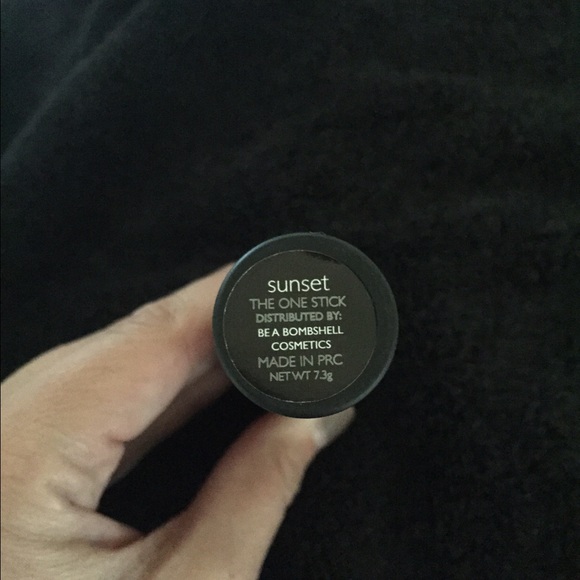 sunset
THE ONE STICK
DISTRIBUTED BY:
BE A BOMBSHELL
COSMETICS
MADE IN PRC
NET WT 7.3g